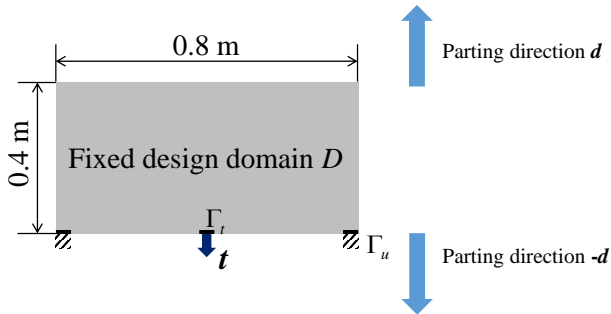 0.8 m
Parting direction d
0.4 m
Fixed design domain D
Γt
t
Γu
Parting direction -d